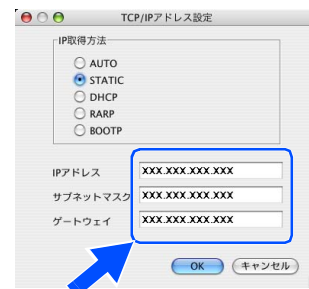 TCP/IPアドレス設定
IP取得方法
AUTO
STATIC
DHCP
RARP
BOOTP
IPアドレス XXX.XXX.XXX.XXX
サブネットマスク XXX.XXX.XXX.XXX
ゲートウェイ XXX.XXX.XXX.XXX
OK キャンセル